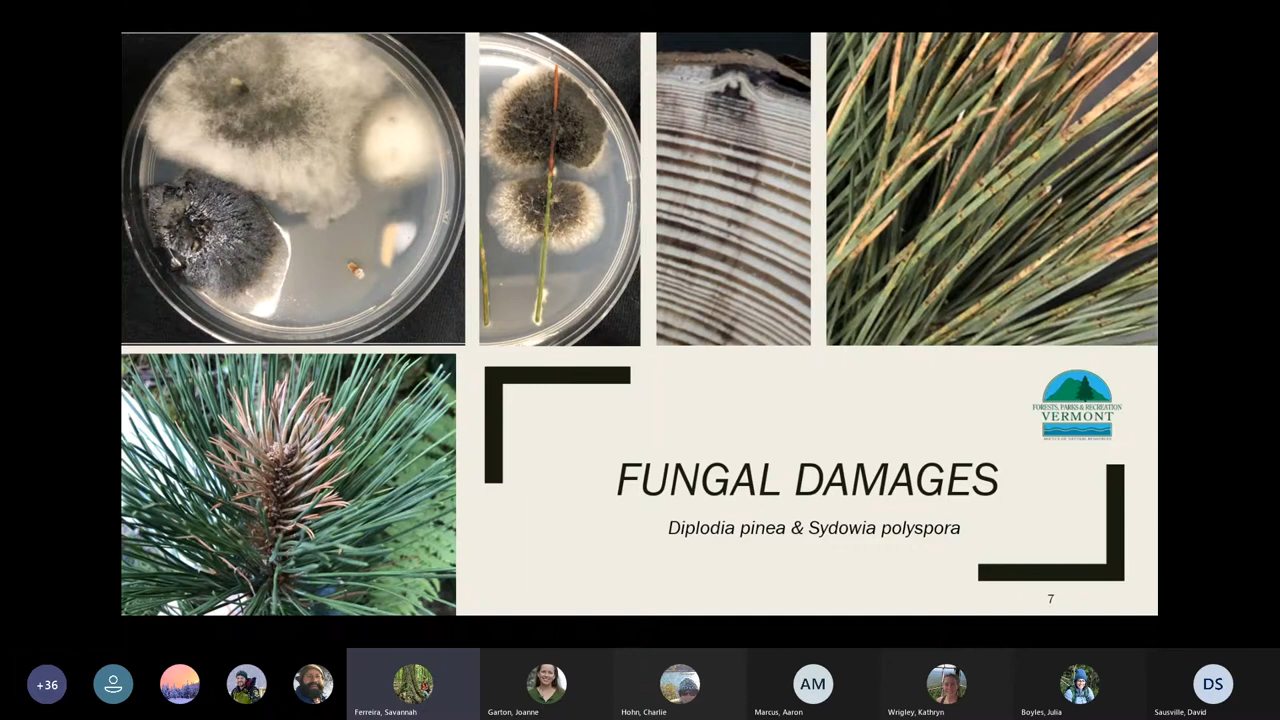 FORESTS, PARKS & RECREATION
VERMONT
FUNGAL DAMAGES
Diplodia pinea & Sydowia polyspora
7
+36
Ferreira, Savannah
Garton, Joanne
Hohn, Charlie
AM
Marcus, Aaron
Wrigley, Kathryn
Boyles, Julia
DS
Sausville, David